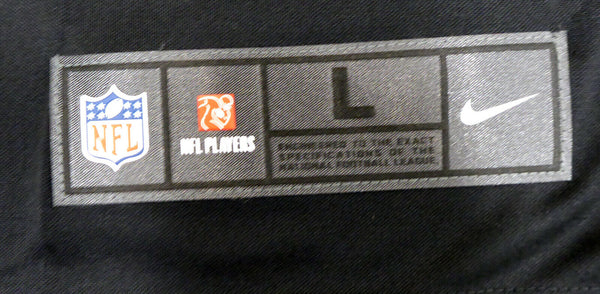 NFL
NFL PLAYERS
L
ENGINEERED TO THE EXACT
SPECIFICATIONS OF THE
NATIONAL FOOTBALL LEAGUE.